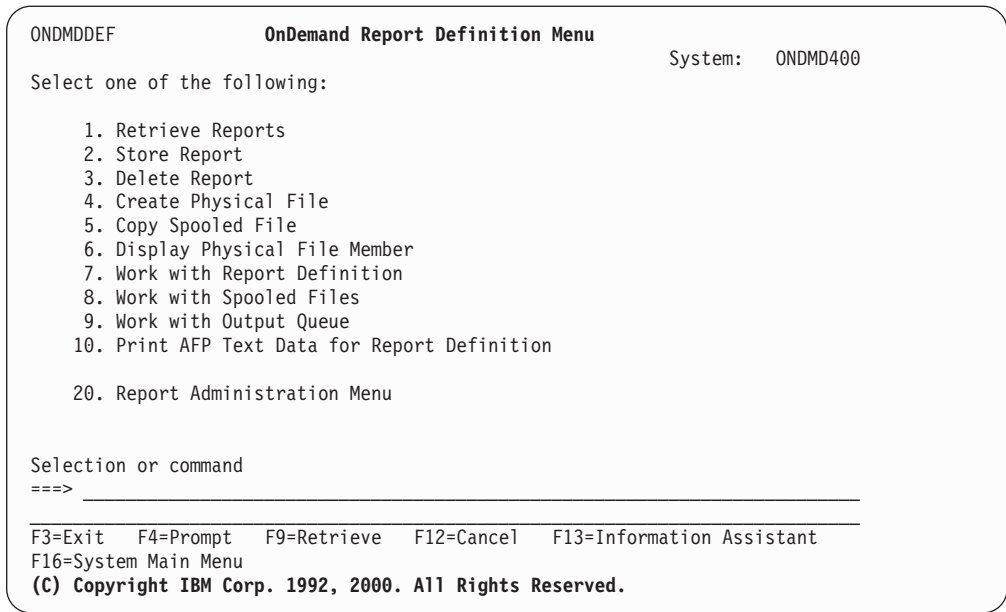 ONDMDDEF OnDemand Report Definition Menu
System: ONDMD400
Select one of the following:
1. Retrieve Reports
2. Store Report
3. Delete Report
4. Create Physical File
5. Copy Spooled File
6. Display Physical File Member
7. Work with Report Definition
8. Work with Spooled Files
9. Work with Output Queue
10. Print AFP Text Data for Report Definition
20. Report Administration Menu
Selection or command
===>
F3=Exit F4=Prompt F9=Retrieve F12=Cancel F13=Information Assistant
F16=System Main Menu
(C) Copyright IBM Corp. 1992, 2000. All Rights Reserved.